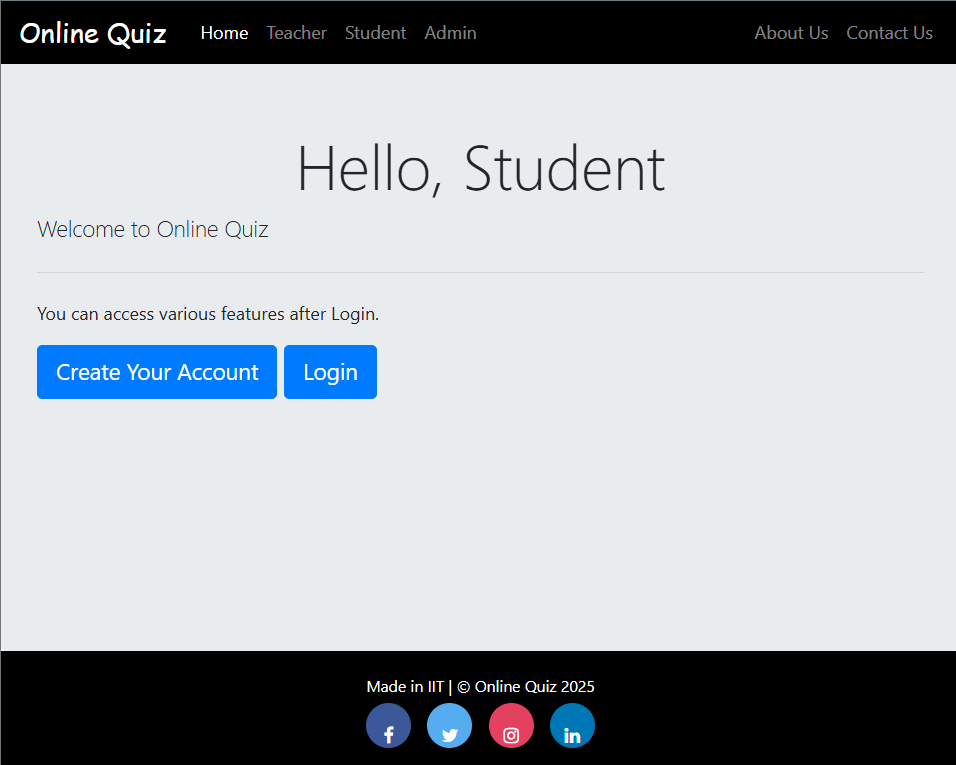 Online Quiz Home Teacher Student Admin About Us Contact Us
Hello, Student
Welcome to Online Quiz
You can access various features after Login.
Create Your Account Login
Made in IIT | © Online Quiz 2025